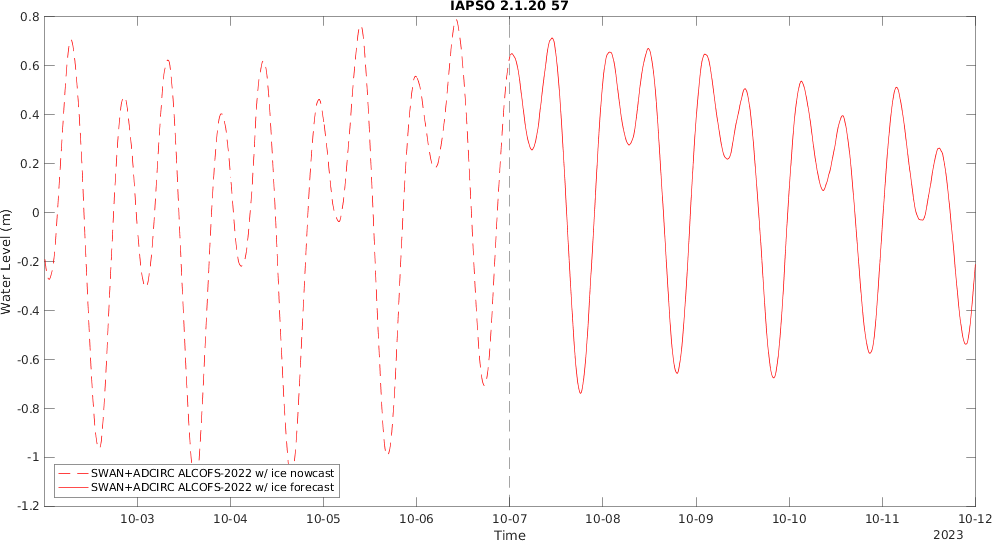 IAPSO 2.1.20 57
0.8
0.6
0.4
0.2
0
-0.2
-0.4
-0.6
-0.8
-1
-1.2
Water Level (m)
SWAN+ADCIRC ALCOFS-2022 w/ ice nowcast
SWAN+ADCIRC ALCOFS-2022 w/ ice forecast
10-03 10-04 10-05 10-06 10-07 10-08 10-09 10-10 10-11 10-12
Time
2023